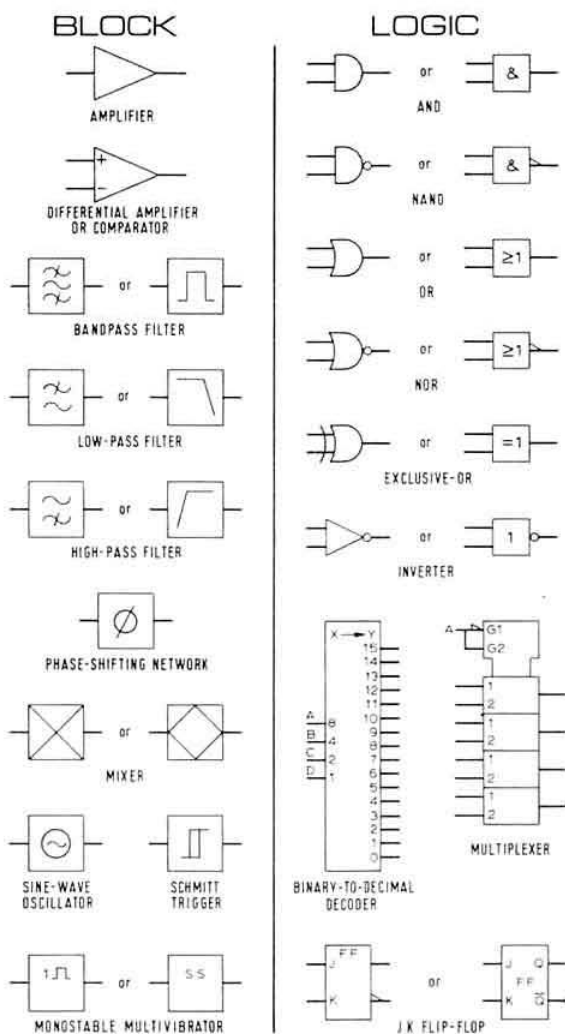 BLOCK
AMPLIFIER
+
-
DIFFERENTIAL AMPLIFIER
OR COMPARATOR
or
BANDPASS FILTER
or
LOW-PASS FILTER
or
HIGH-PASS FILTER
PHASE-SHIFTING NETWORK
or
MIXER
SINE-WAVE
OSCILLATOR
SCHMITT
TRIGGER
1
or
SS
MONOSTABLE MULTIVIBRATOR
LOGIC
or
&
AND
or
&
NAND
or
≥1
OR
or
≥1
NOR
or
=1
EXCLUSIVE-OR
or
1
INVERTER
X → Y
15
14
13
12
11
A 8 10
9
B 4 8
C 2 7
6
D 1 5
4
3
2
1
0
BINARY-TO-DECIMAL
DECODER
A G1
G2
1
2
1
2
1
2
1
2
MULTIPLEXER
FF
J
K
or
J Q
FF
K Q̅
J.K FLIP-FLOP